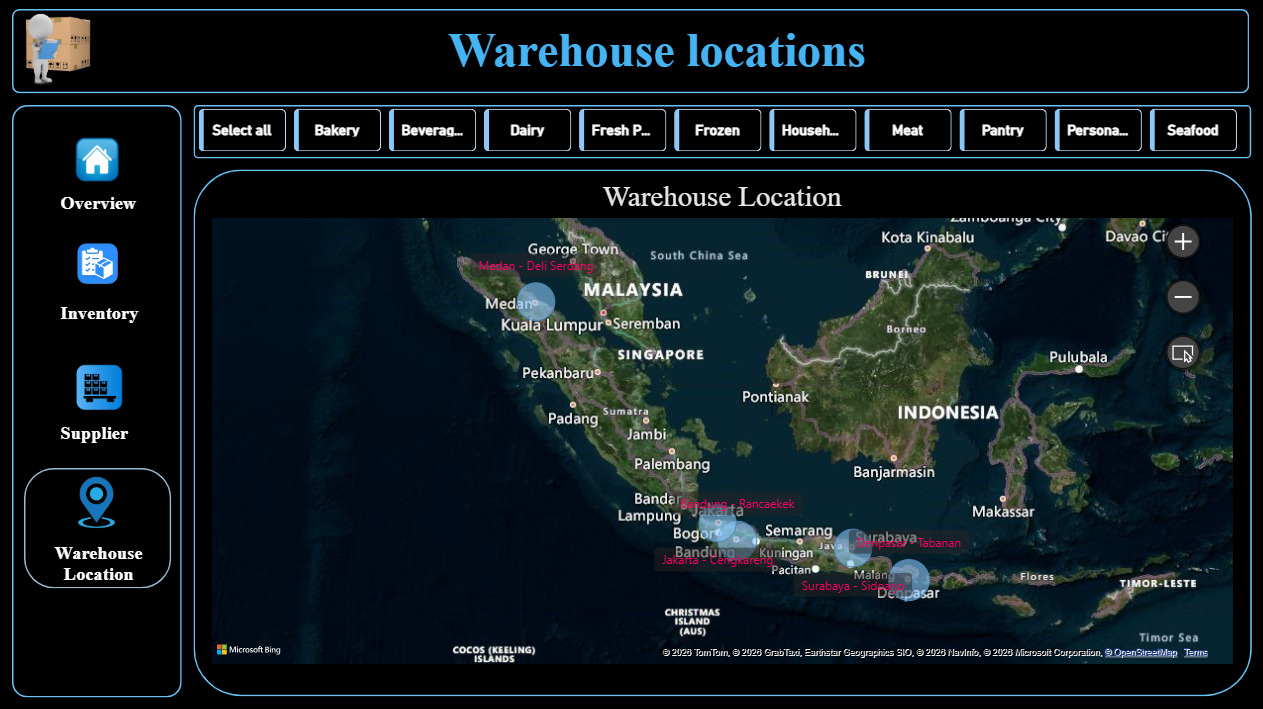 Warehouse locations
Overview
Inventory
Supplier
Warehouse
Location
Select all
Bakery
Beverag...
Dairy
Fresh P...
Frozen
Househ...
Meat
Pantry
Persona...
Seafood
Warehouse Location
Zamboanga City
George Town
South China Sea
Kota Kinabalu
Davao Ci
Medan - Deli Serdang
BRUNEI
MALAYSIA
Medan
Kuala Lumpur
Seremban
Borneo
SINGAPORE
Pulubala
Pekanbaru
Pontianak
Padang
Sumatra
INDONESIA
Jambi
Palembang
Banjarmasin
Bandar
Lampung
Bandung - Rancaekek
Jakarta
Makassar
Bogor
Semarang
Surabaya
Java
Denpasar - Tabanan
Bandung
Kuningan
Jakarta - Cengkareng
Pacitan
Malang
Flores
TIMOR-LESTE
Surabaya - Sidoarjo
Denpasar
CHRISTMAS
ISLAND
(AUS)
Timor Sea
COCOS (KEELING)
ISLANDS
Microsoft Bing
© 2026 TomTom, © 2026 GrabTaxi, Earthstar Geographics SIO, © 2026 NavInfo, © 2026 Microsoft Corporation, © OpenStreetMap Terms